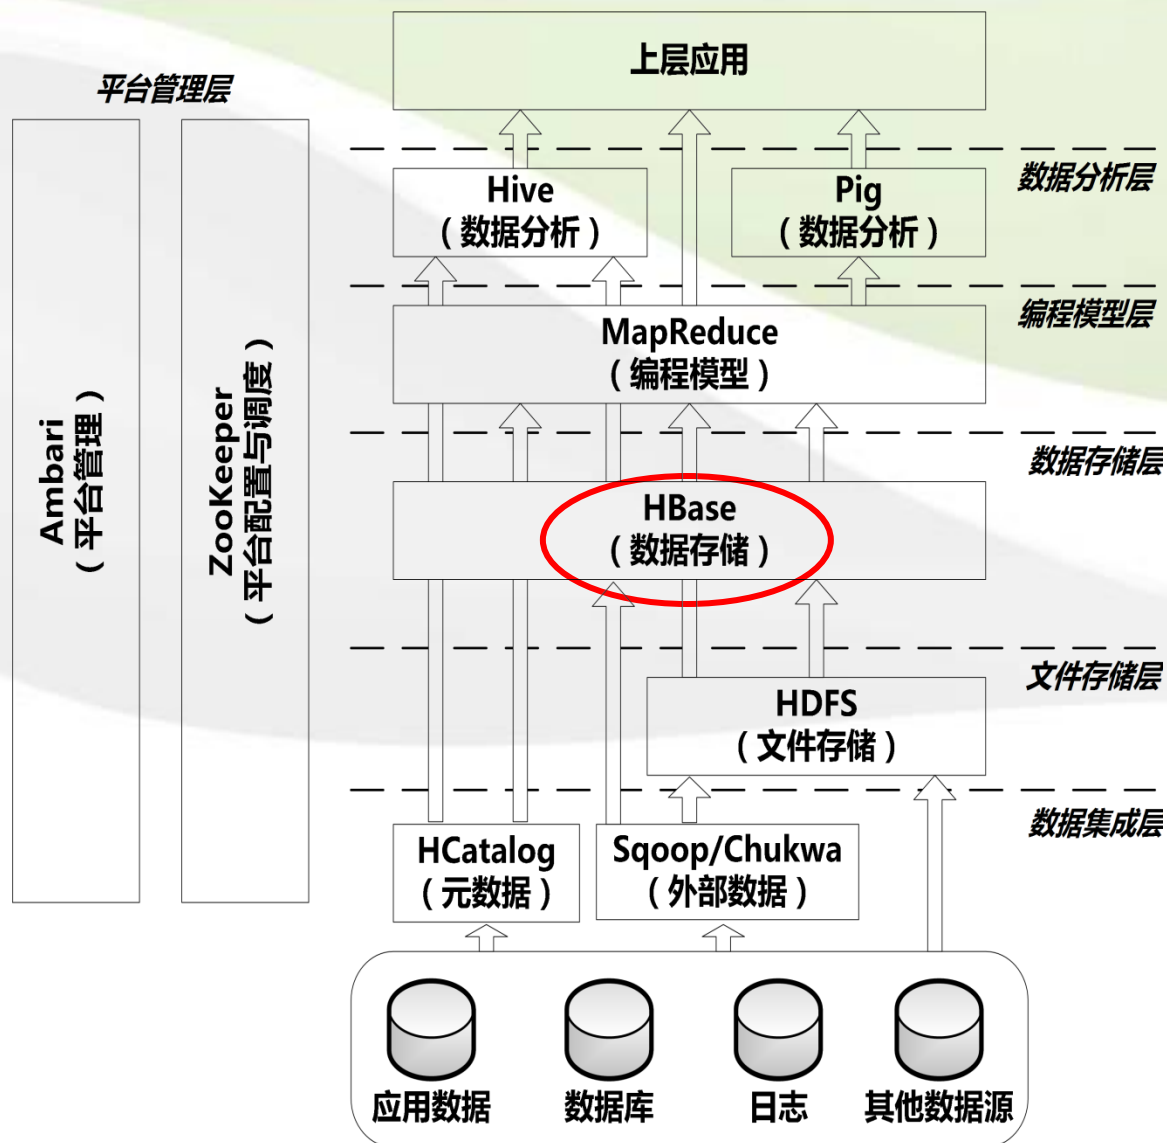 上层应用
平台管理层
数据分析层
Hive
（数据分析）
Pig
（数据分析）
编程模型层
MapReduce
（编程模型）
Ambari
（平台管理）
ZooKeeper
（平台配置与调度）
数据存储层
HBase
（数据存储）
文件存储层
HDFS
（文件存储）
数据集成层
HCatalog
（元数据）
Sqoop/Chukwa
（外部数据）
应用数据
数据库
日志
其他数据源